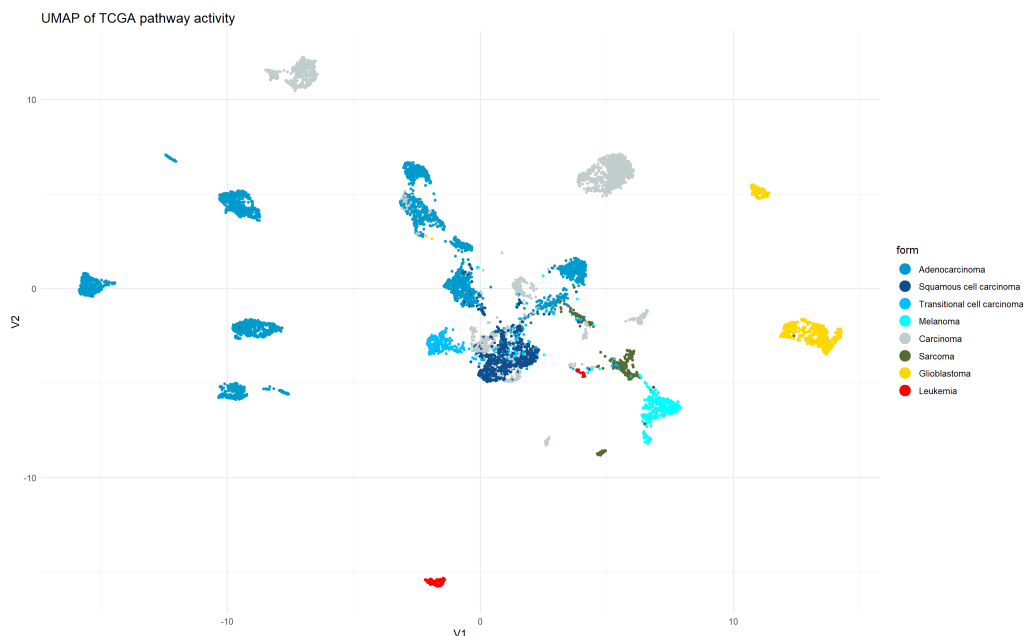 UMAP of TCGA pathway activity
10
0
-10
V2
-10
0
10
V1
form
Adenocarcinoma
Squamous cell carcinoma
Transitional cell carcinoma
Melanoma
Carcinoma
Sarcoma
Glioblastoma
Leukemia